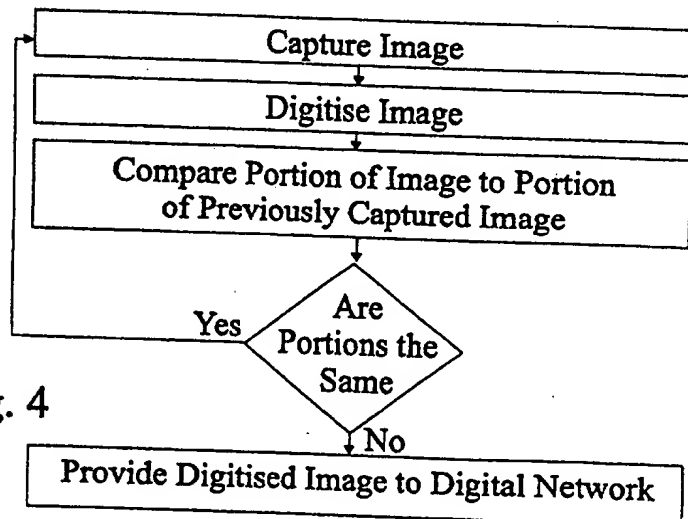 Capture Image
Digitise Image
Compare Portion of Image to Portion
of Previously Captured Image
Are
Portions the
Same
Yes
No
. 4
Provide Digitised Image to Digital Network